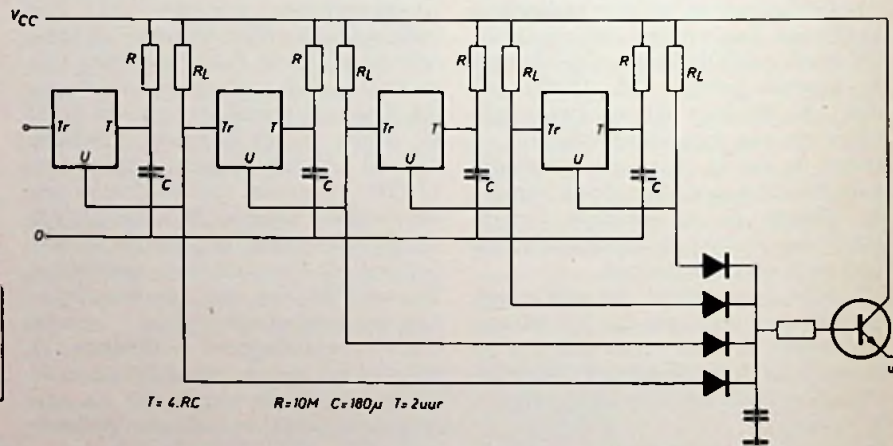 Vcc
R RL R RL R RL R RL
Tr T Tr T Tr T Tr T
U U U U
C C C C
0
u
T= 4.RC R=10M C=180µ T=2uur